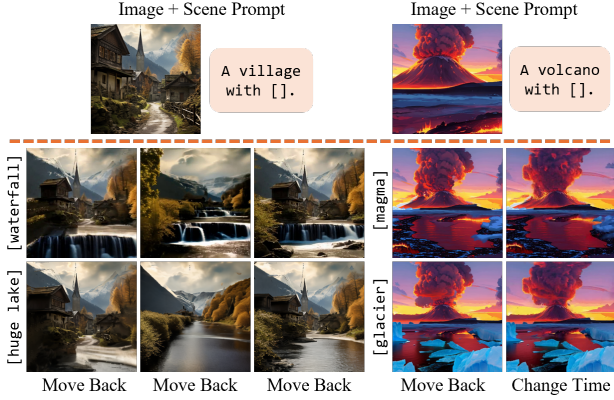 Image + Scene Prompt
Image + Scene Prompt
A village
with [].
A volcano
with [].
[waterfall]
[magma]
[huge lake]
[glacier]
Move Back
Move Back
Move Back
Move Back
Change Time